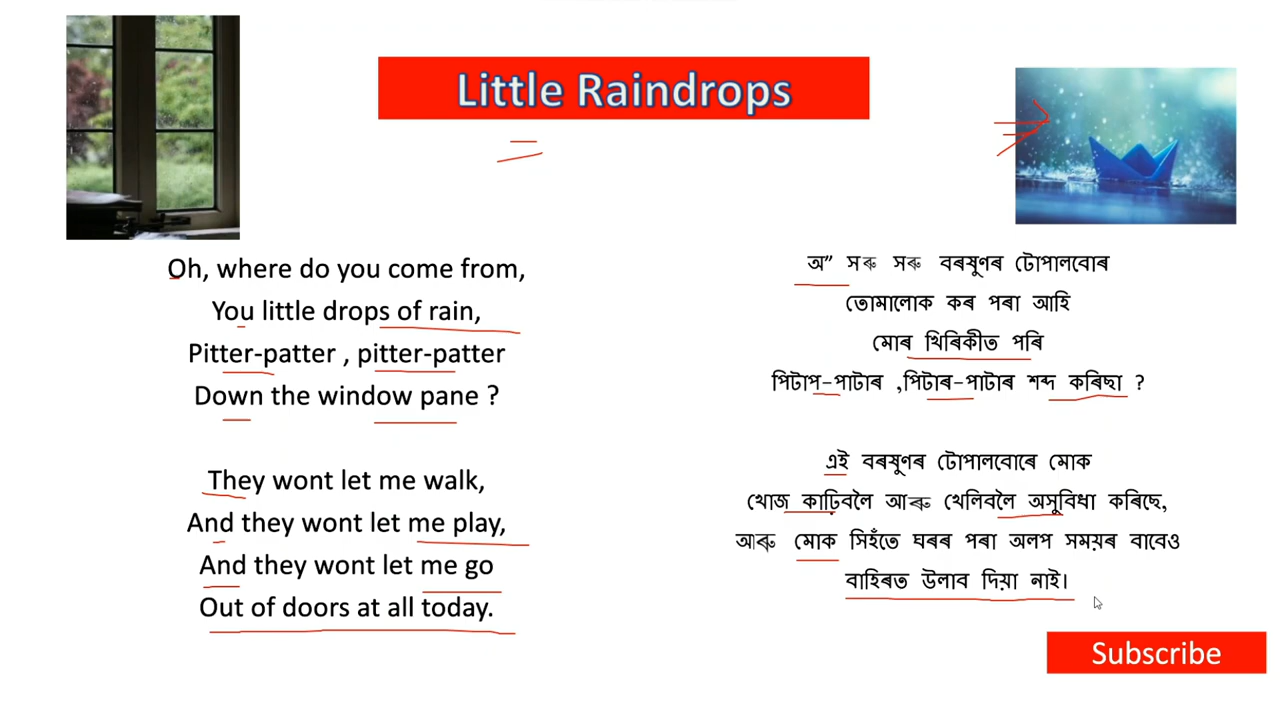 Little Raindrops
Oh, where do you come from,
You little drops of rain,
Pitter-patter , pitter-patter
Down the window pane ?
They wont let me walk,
And they wont let me play,
And they wont let me go
Out of doors at all today.
অ” সৰু সৰু বৰষুণৰ টোপালবোৰ
তোমালোক কৰ পৰা আহি
মোৰ খিৰিকীত পৰি
পিটাপ-পাটাৰ ,পিটাৰ-পাটাৰ শব্দ কৰিছা ?
এই বৰষুণৰ টোপালবোৰে মোক
খোজ কাঢ়িবলৈ আৰু খেলিবলৈ অসুবিধা কৰিছে,
আৰু মোক সিহঁতে ঘৰৰ পৰা অলপ সময়ৰ বাবেও
বাহিৰত উলাব দিয়া নাই।
Subscribe